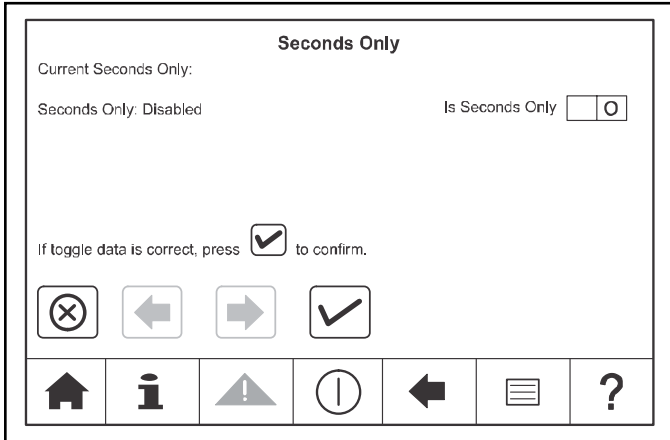 Seconds Only
Current Seconds Only:
Seconds Only: Disabled
Is Seconds Only O
If toggle data is correct, press to confirm.
i ?